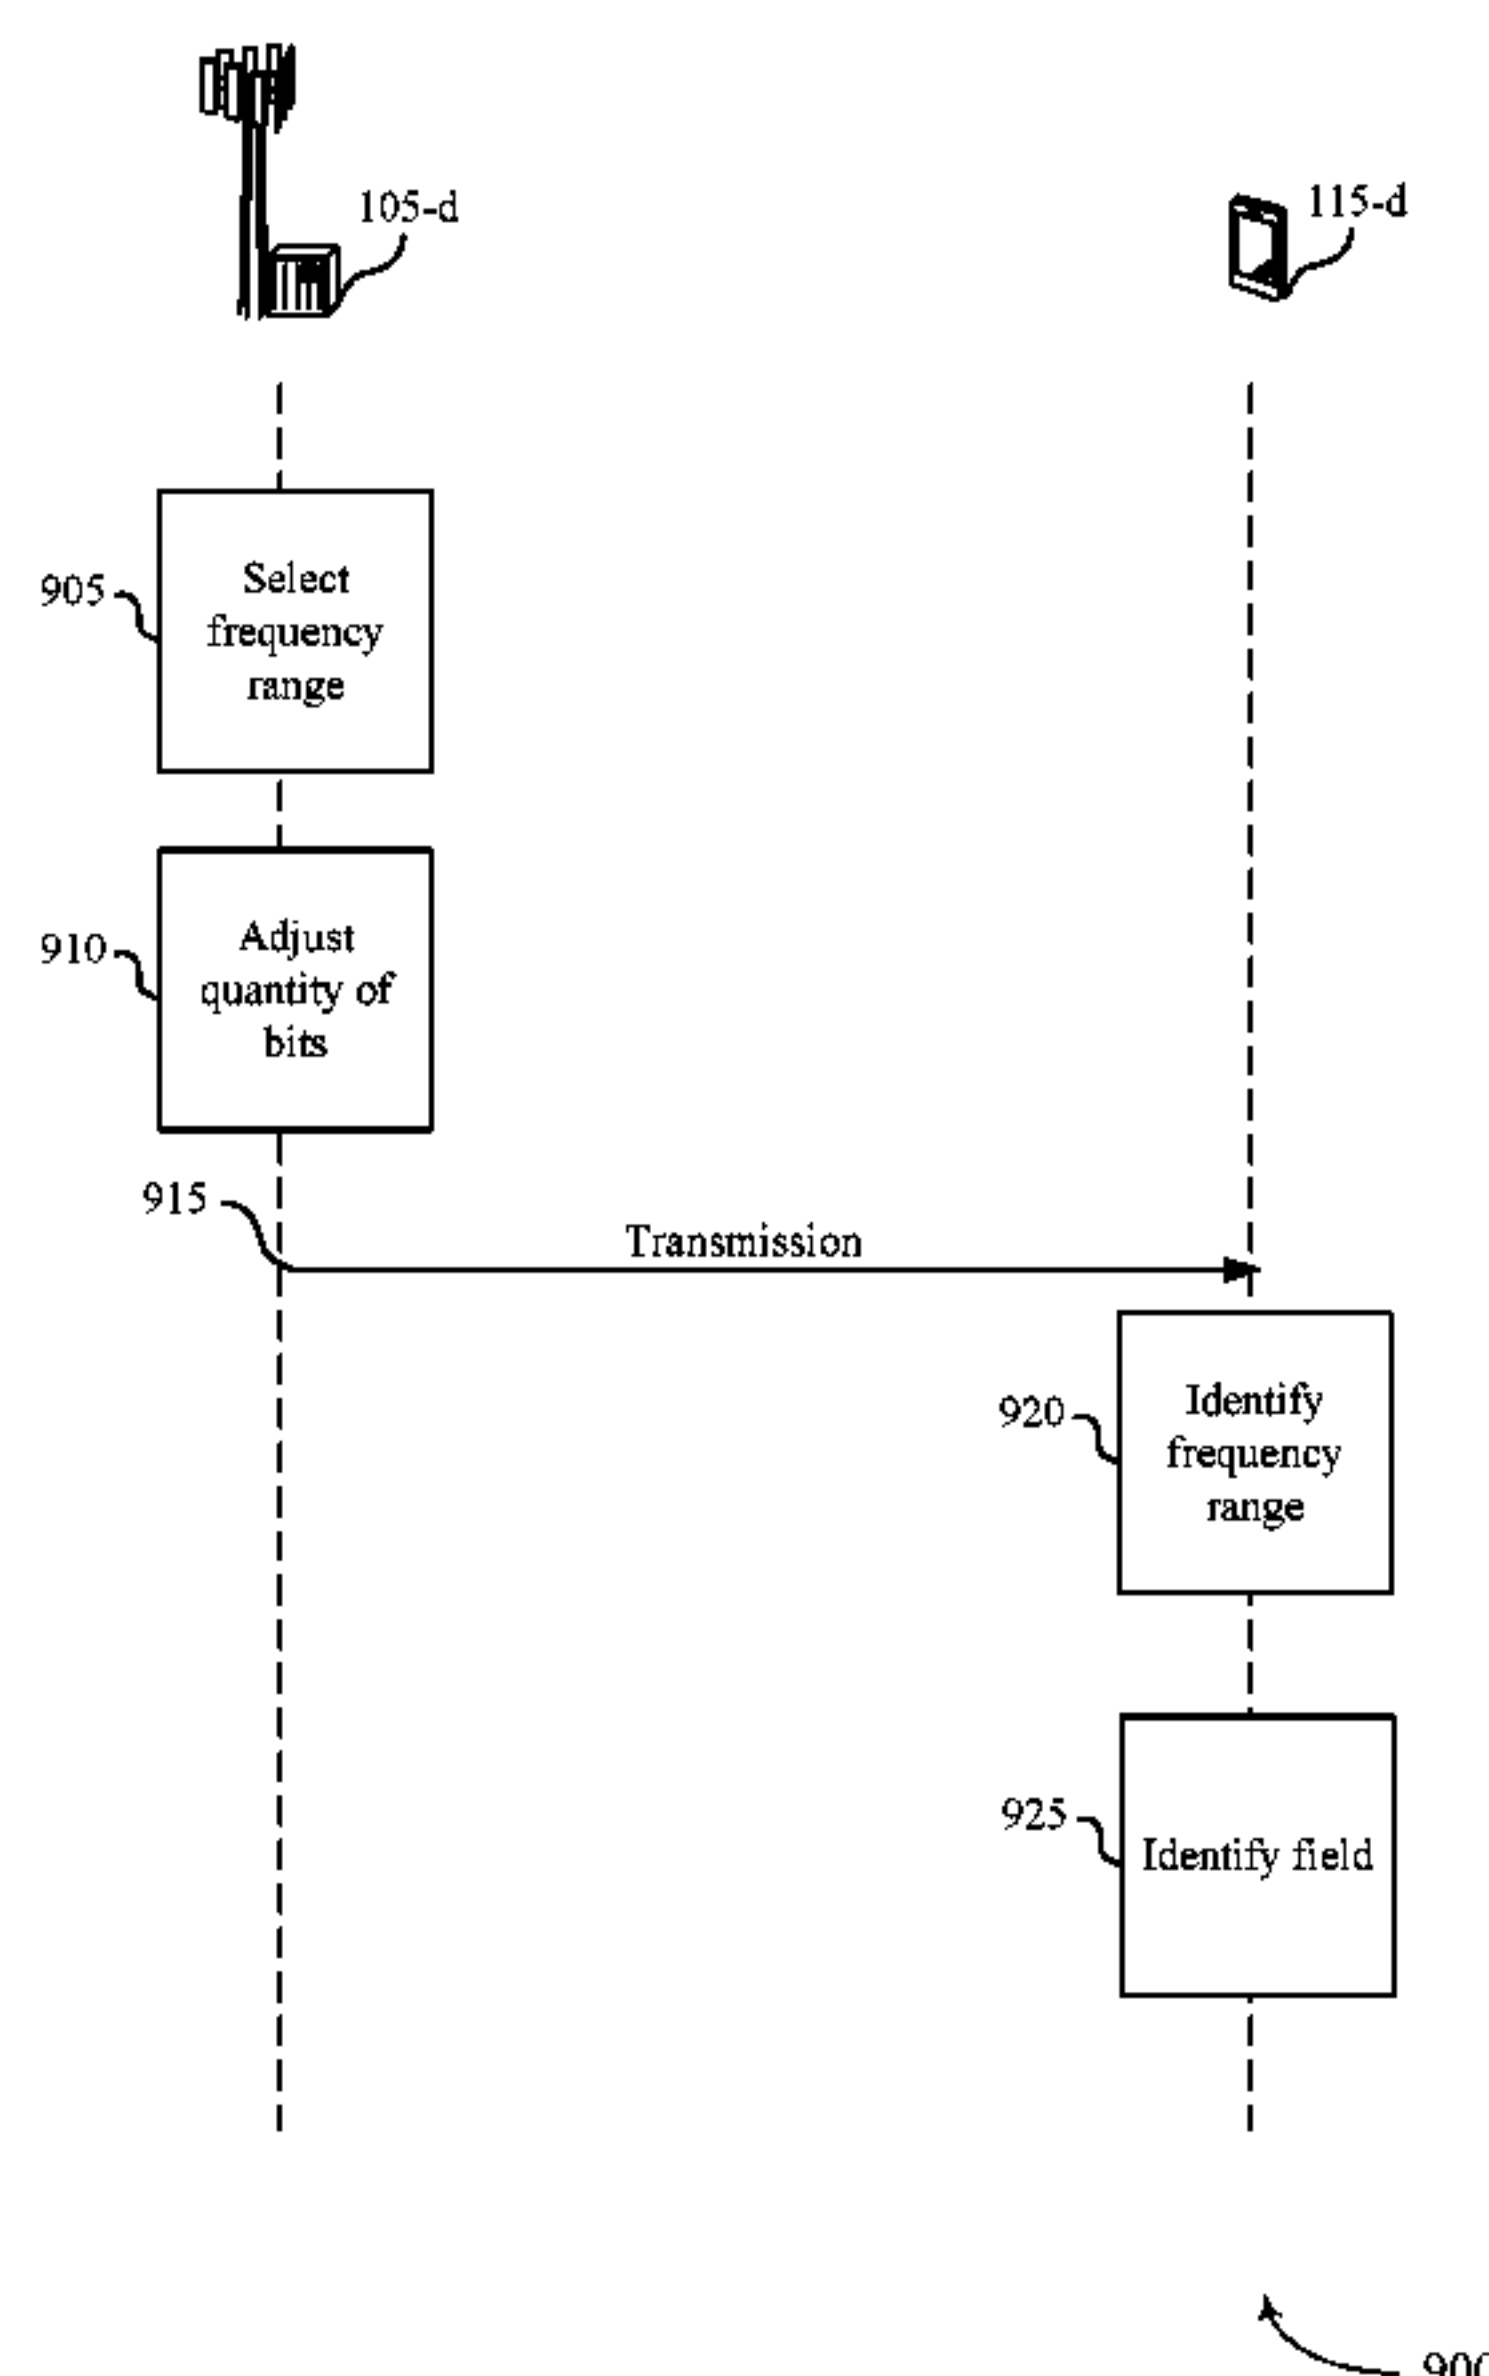 105-d
115-d
905
Select
frequency
range
910
Adjust
quantity of
bits
915
Transmission
920
Identify
frequency
range
925
Identify field
900